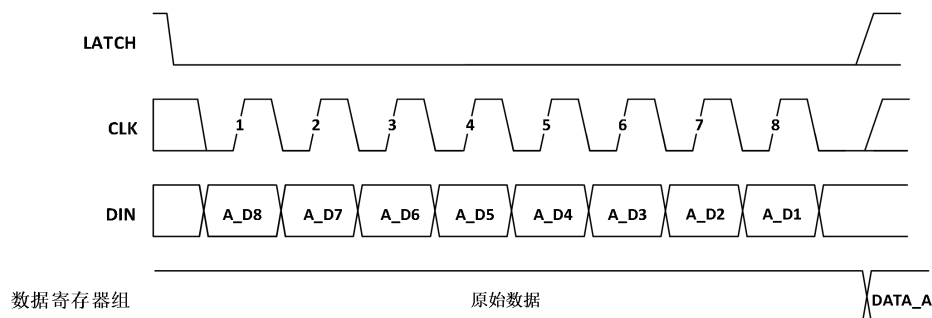 LATCH
CLK 1 2 3 4 5 6 7 8
DIN A_D8 A_D7 A_D6 A_D5 A_D4 A_D3 A_D2 A_D1
数据寄存器组 原始数据 DATA_A